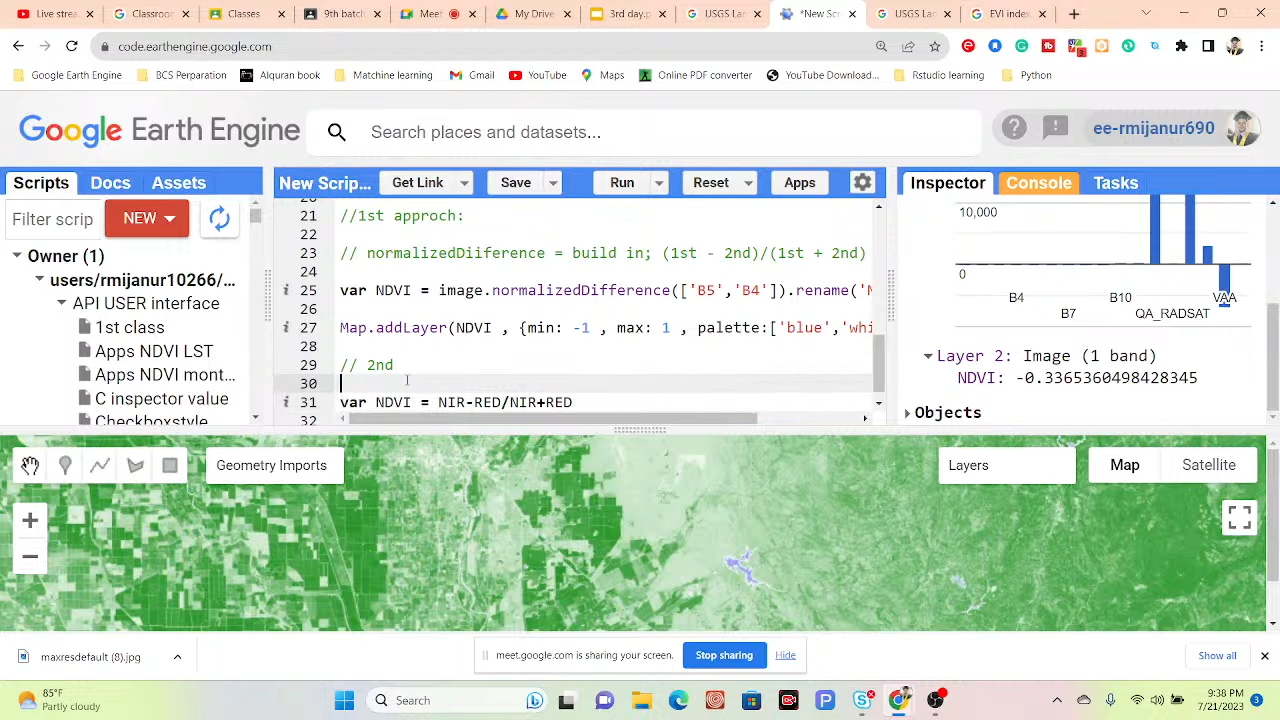 Live strea
Classroom
Classes
9th batch
Meet
My Drive
3rd day.p
USGS La
*New Sc
USGS La
EVI index
code.earthengine.google.com
3
Google Earth Engine
BCS Perparation
Alquran book
Matchine learning
Gmail
YouTube
Maps
Online PDF converter
YouTube Download...
Rstudio learning
Python
Google Earth Engine
Search places and datasets...
ee-rmijanur690
Scripts
Docs
Assets
New Scrip...
Get Link
Save
Run
Reset
Apps
Inspector
Console
Tasks
Filter scrip
NEW
Owner (1)
users/rmijanur10266/...
API USER interface
1st class
Apps NDVI LST
Apps NDVI mont...
C inspector value
Checkboxstyle
21 //1st approch:
22
23 // normalizedDiiference = build in; (1st - 2nd)/(1st + 2nd)
24
i 25 var NDVI = image.normalizedDifference(['B5','B4']).rename('N
26
i 27 Map.addLayer(NDVI , {min: -1 , max: 1 , palette:['blue','whi
28
29 // 2nd
30
i 31 var NDVI = NIR-RED/NIR+RED
32
10,000
0
B4
B10
VAA
B7
QA_RADSAT
Layer 2: Image (1 band)
NDVI: -0.3365360498428345
Objects
Geometry Imports
Layers
Map
Satellite
+
−
maxresdefault (8).jpg
meet.google.com is sharing your screen.
Stop sharing
Hide
Show all
85°F
Partly cloudy
Search
9:38 PM
7/21/2023
3